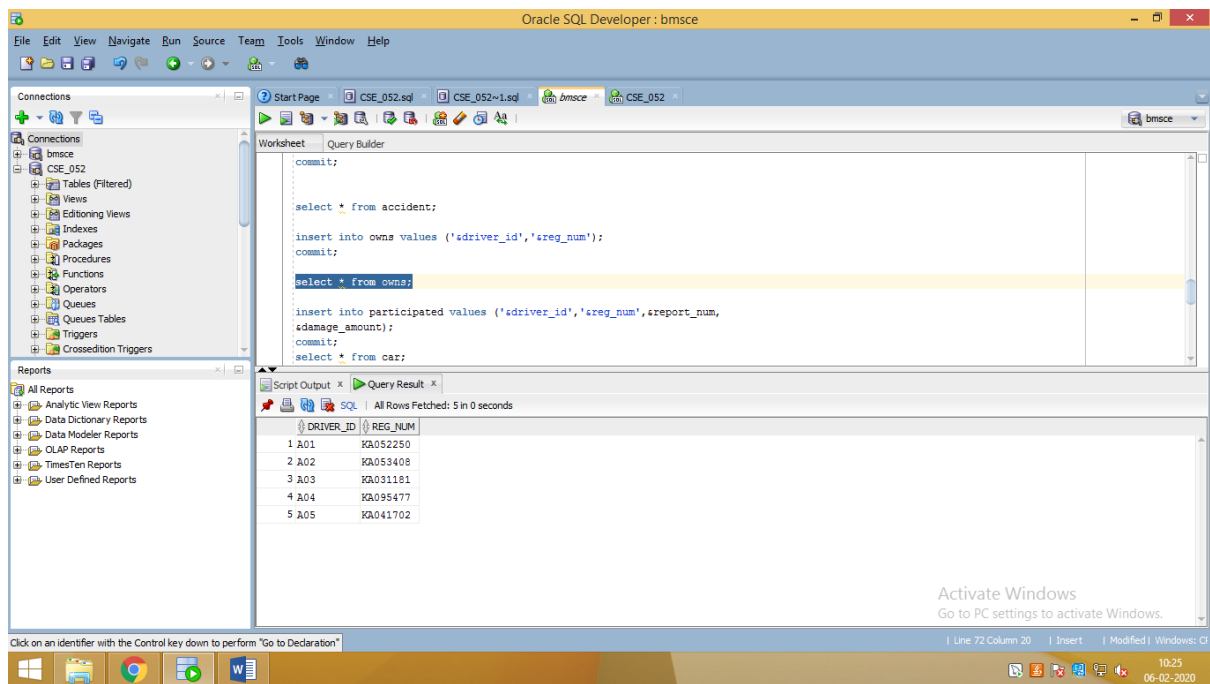 Oracle SQL Developer : bmsce
File Edit View Navigate Run Source Team Tools Window Help
Connections
Connections
bmsce
CSE_052
Tables (Filtered)
Views
Editioning Views
Indexes
Packages
Procedures
Functions
Operators
Queues
Queues Tables
Triggers
Crossedition Triggers
Reports
All Reports
Analytic View Reports
Data Dictionary Reports
Data Modeler Reports
OLAP Reports
TimesTen Reports
User Defined Reports
Start Page CSE_052.sql CSE_052~1.sql bmsce CSE_052
bmsce
Worksheet Query Builder
commit;
select * from accident;
insert into owns values ('&driver_id','&reg_num');
commit;
select * from owns;
insert into participated values ('&driver_id','&reg_num',&report_num,
&damage_amount);
commit;
select * from car;
Script Output x Query Result x
SQL | All Rows Fetched: 5 in 0 seconds
DRIVER_ID REG_NUM
1 A01 KA052250
2 A02 KA053408
3 A03 KA031181
4 A04 KA095477
5 A05 KA041702
Activate Windows
Go to PC settings to activate Windows.
Click on an identifier with the Control key down to perform "Go to Declaration"
| Line 72 Column 20 | Insert | Modified | Windows:
10:25
06-02-2020